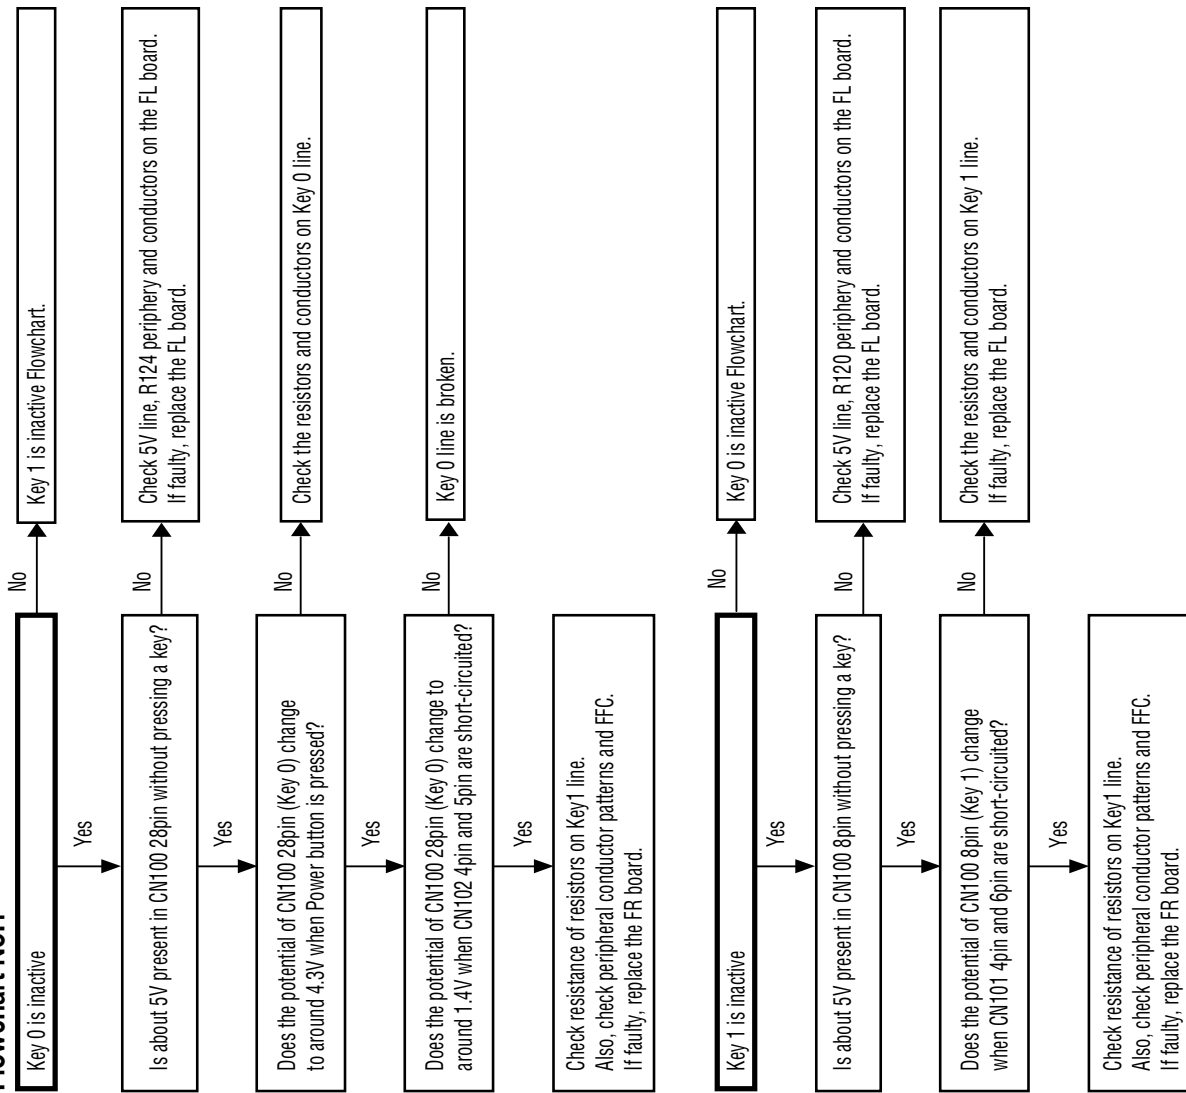 Key 0 is inactive
No
Key 1 is inactive Flowchart.
Yes
Is about 5V present in CN100 28pin without pressing a key?
No
Check 5V line, R124 periphery and conductors on the FL board.
If faulty, replace the FL board.
Yes
Does the potential of CN100 28pin (Key 0) change
to around 4.3V when Power button is pressed?
No
Check the resistors and conductors on Key 0 line.
Yes
Does the potential of CN100 28pin (Key 0) change to
around 1.4V when CN102 4pin and 5pin are short-circuited?
No
Key 0 line is broken.
Yes
Check resistance of resistors on Key1 line.
Also, check peripheral conductor patterns and FFC.
If faulty, replace the FR board.
Key 1 is inactive
No
Key 0 is inactive Flowchart.
Yes
Is about 5V present in CN100 8pin without pressing a key?
No
Check 5V line, R120 periphery and conductors on the FL board.
If faulty, replace the FL board.
Yes
Does the potential of CN100 8pin (Key 1) change
when CN101 4pin and 6pin are short-circuited?
No
Check the resistors and conductors on Key 1 line.
Yes
Check resistance of resistors on Key1 line.
Also, check peripheral conductor patterns and FFC.
If faulty, replace the FR board.